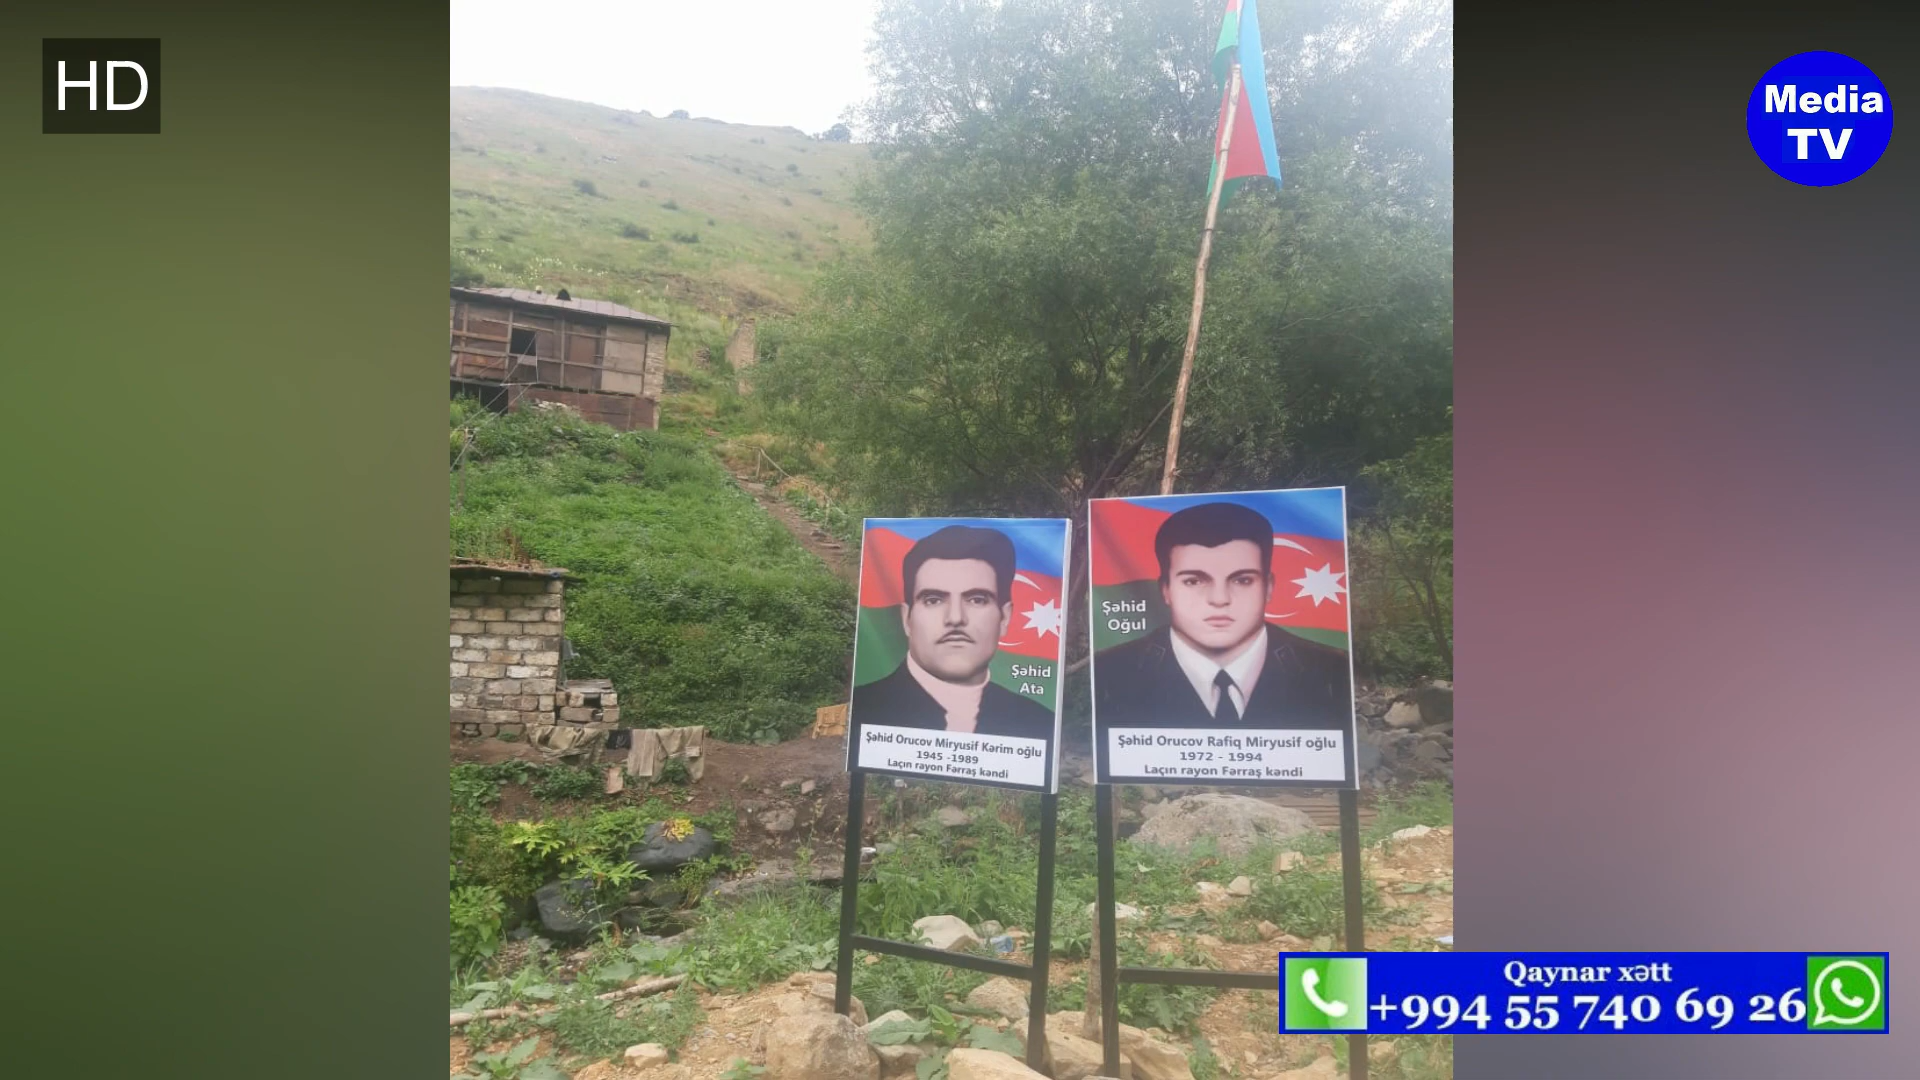 HD
Media
TV
Şəhid
Ata
Şəhid Orucov Miryusif Kərim oğlu
1945 -1989
Laçın rayon Fərraş kəndi
Şəhid
Oğul
Şəhid Orucov Rafiq Miryusif oğlu
1972 - 1994
Laçın rayon Fərraş kəndi
Qaynar xətt
+994 55 740 69 26